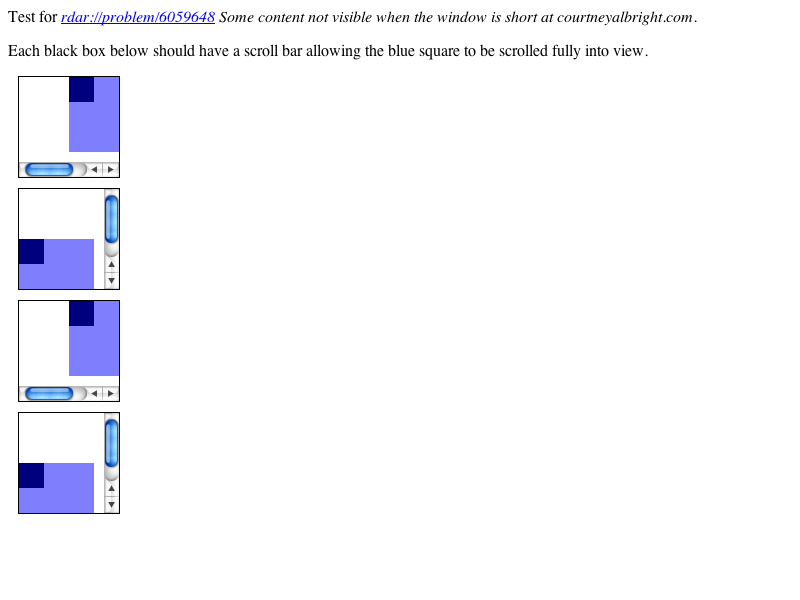 Test for rdar://problem/6059648 Some content not visible when the window is short at courtneyalbright.com.
Each black box below should have a scroll bar allowing the blue square to be scrolled fully into view.